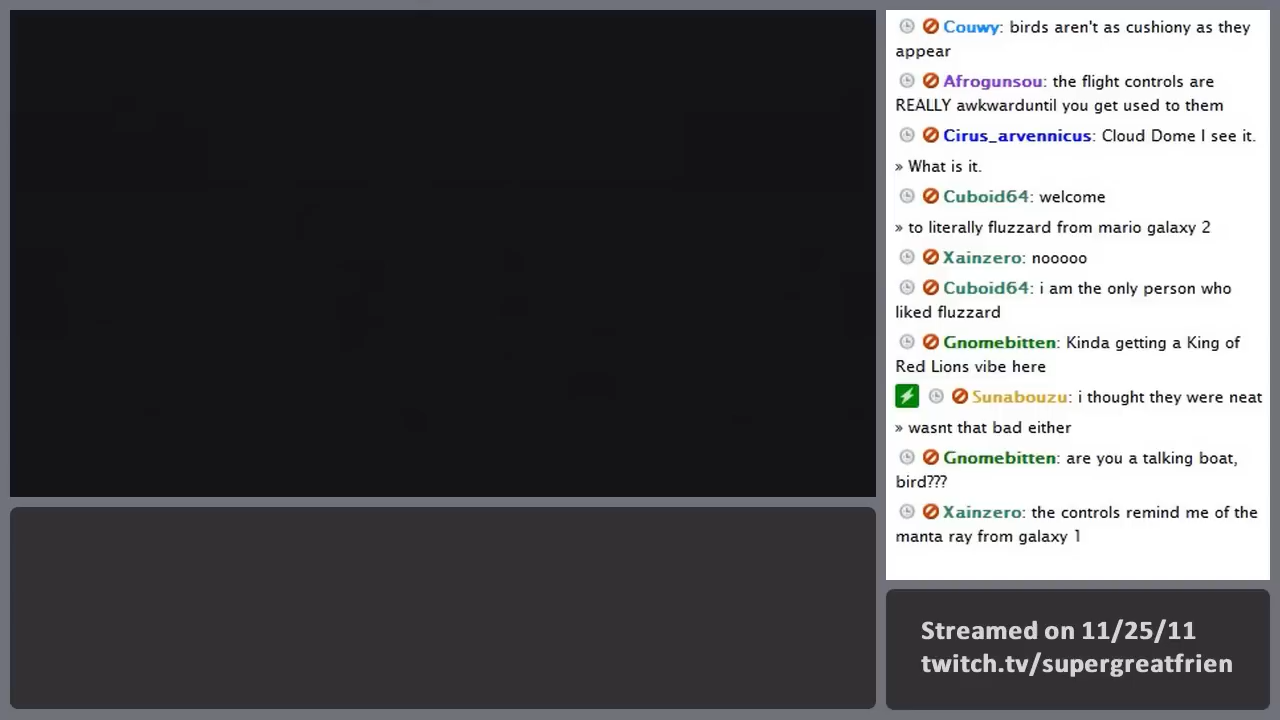 Couwy: birds aren't as cushiony as they
appear
Afrogunsou: the flight controls are
REALLY awkwarduntil you get used to them
Cirus_arvennicus: Cloud Dome I see it.
» What is it.
Cuboid64: welcome
» to literally fluzzard from mario galaxy 2
Xainzero: nooooo
Cuboid64: i am the only person who
liked fluzzard
Gnomebitten: Kinda getting a King of
Red Lions vibe here
Sunabouzu: i thought they were neat
» wasnt that bad either
Gnomebitten: are you a talking boat,
bird???
Xainzero: the controls remind me of the
manta ray from galaxy 1
Streamed on 11/25/11
twitch.tv/supergreatfrien